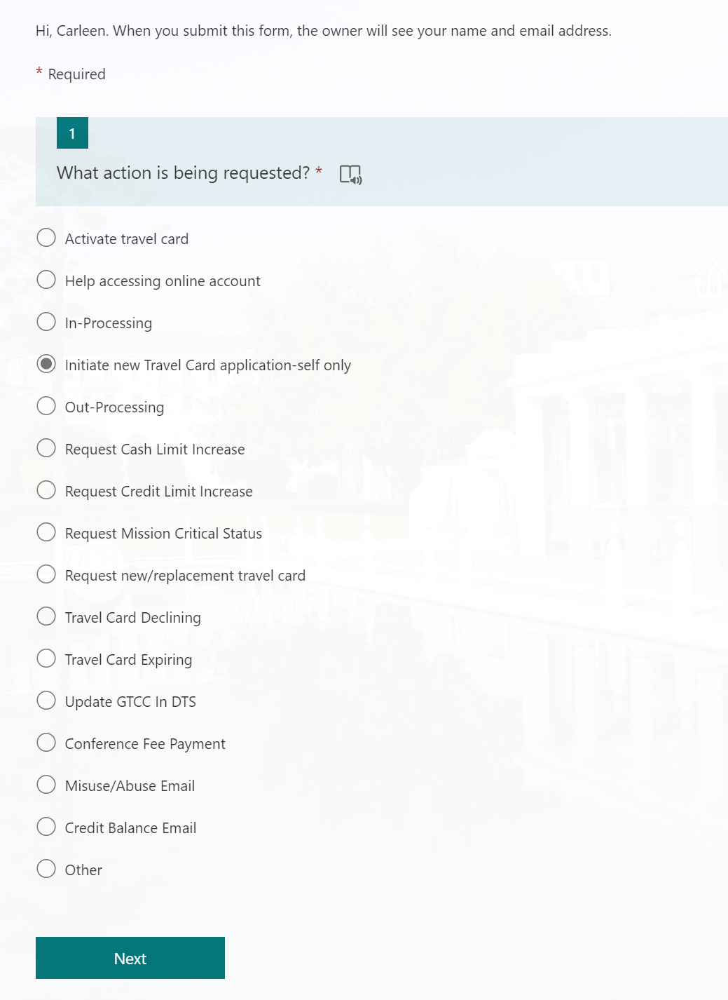 Hi, Carleen. When you submit this form, the owner will see your name and email address.
* Required
1
What action is being requested? *
Activate travel card
Help accessing online account
In-Processing
Initiate new Travel Card application-self only
Out-Processing
Request Cash Limit Increase
Request Credit Limit Increase
Request Mission Critical Status
Request new/replacement travel card
Travel Card Declining
Travel Card Expiring
Update GTCC In DTS
Conference Fee Payment
Misuse/Abuse Email
Credit Balance Email
Other
Next